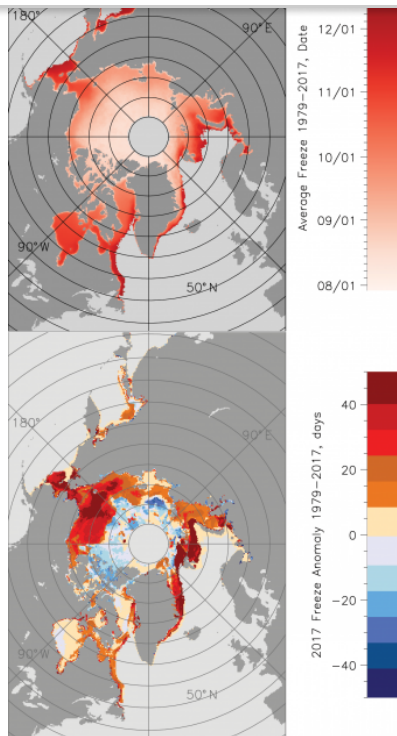 180°
90°E
90°W
50°N
Average Freeze 1979–2017, Date
12/01
11/01
10/01
09/01
08/01
180°
90°E
90°W
50°N
2017 Freeze Anomaly 1979–2017, days
40
20
0
−20
−40